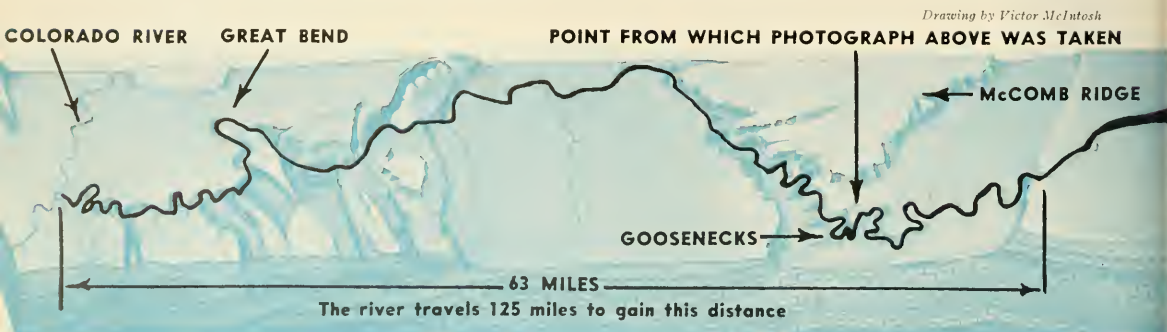 Drawing by Victor McIntosh
COLORADO RIVER
GREAT BEND
POINT FROM WHICH PHOTOGRAPH ABOVE WAS TAKEN
McCOMB RIDGE
GOOSENECKS
63 MILES
The river travels 125 miles to gain this distance